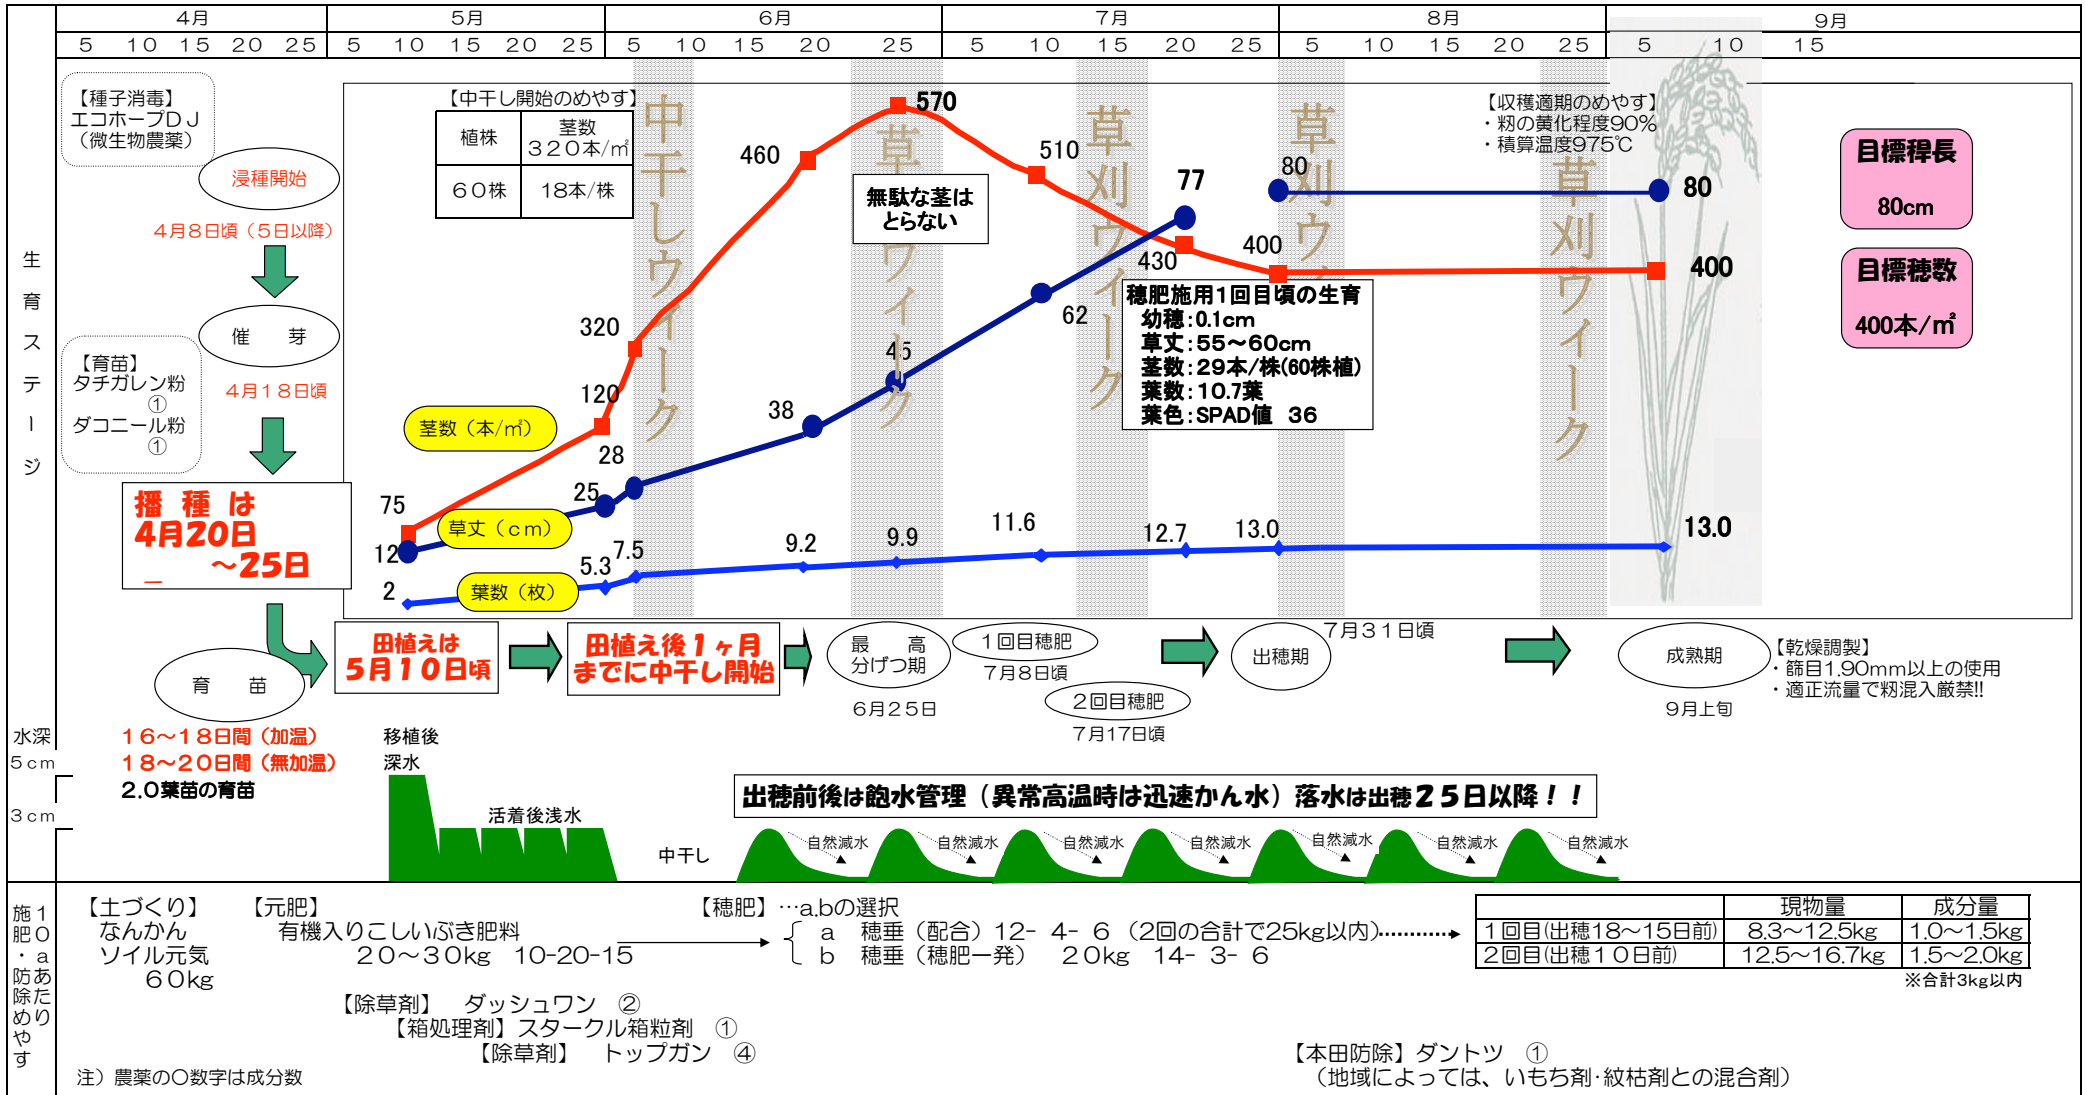 4月 5月 6月 7月 8月 9月
5 10 15 20 25 5 10 15 20 25 5 10 15 20 25 5 10 15 20 25 5 10 15 20 25 5 10 15
生育ステージ
【種子消毒】
エコホープDJ
（微生物農薬）
浸種開始
4月8日頃（5日以降）
催　芽
4月18日頃
【育苗】
タチガレン粉
①
ダコニール粉
①
播種は
4月20日
～25日
育　苗
16～18日間（加温）
18～20日間（無加温）
2.0葉苗の育苗
【中干し開始のめやす】
植株 茎数
320本/㎡
60株 18本/株
中干しウィーク
草刈ウィーク
草刈ウィーク
草刈ウィーク
草刈ウィーク
無駄な茎は
とらない
茎数（本/㎡）
75 120 320 460 570 510 430 400 400
草丈（cm）
12 25 28 38 45 62 77 80 80
葉数（枚）
2 5.3 7.5 9.2 9.9 11.6 12.7 13.0 13.0
穂肥施用1回目頃の生育
幼穂：0.1cm
草丈：55～60cm
茎数：29本/株(60株植)
葉数：10.7葉
葉色：SPAD値　36
【収穫適期のめやす】
・籾の黄化程度90%
・積算温度975℃
目標稈長
80cm
目標穂数
400本/㎡
田植えは
5月10日頃
田植え後1ヶ月
までに中干し開始
最　高
分げつ期
6月25日
1回目穂肥
7月8日頃
2回目穂肥
7月17日頃
出穂期
7月31日頃
成熟期
9月上旬
【乾燥調製】
・篩目1.90mm以上の使用
・適正流量で籾混入厳禁!!
水深
5cm
3cm
移植後
深水
活着後浅水
中干し
出穂前後は飽水管理（異常高温時は迅速かん水）落水は出穂25日以降！！
自然減水 自然減水 自然減水 自然減水 自然減水 自然減水 自然減水
10aあたり
施肥・防除めやす
【土づくり】
なんかん
ソイル元気
60kg
【元肥】
有機入りこしいぶき肥料
20～30kg　10-20-15
【穂肥】…a.bの選択
a　穂垂（配合）12- 4- 6 （2回の合計で25kg以内）
b　穂垂（穂肥一発）　20kg　14- 3- 6
現物量 成分量
1回目(出穂18～15日前) 8.3～12.5kg 1.0～1.5kg
2回目(出穂10日前) 12.5～16.7kg 1.5～2.0kg
※合計3kg以内
【除草剤】　ダッシュワン　②
【箱処理剤】スタークル箱粒剤　①
【除草剤】　トップガン　④
【本田防除】ダントツ　①
（地域によっては、いもち剤・紋枯剤との混合剤）
注）農薬の○数字は成分数